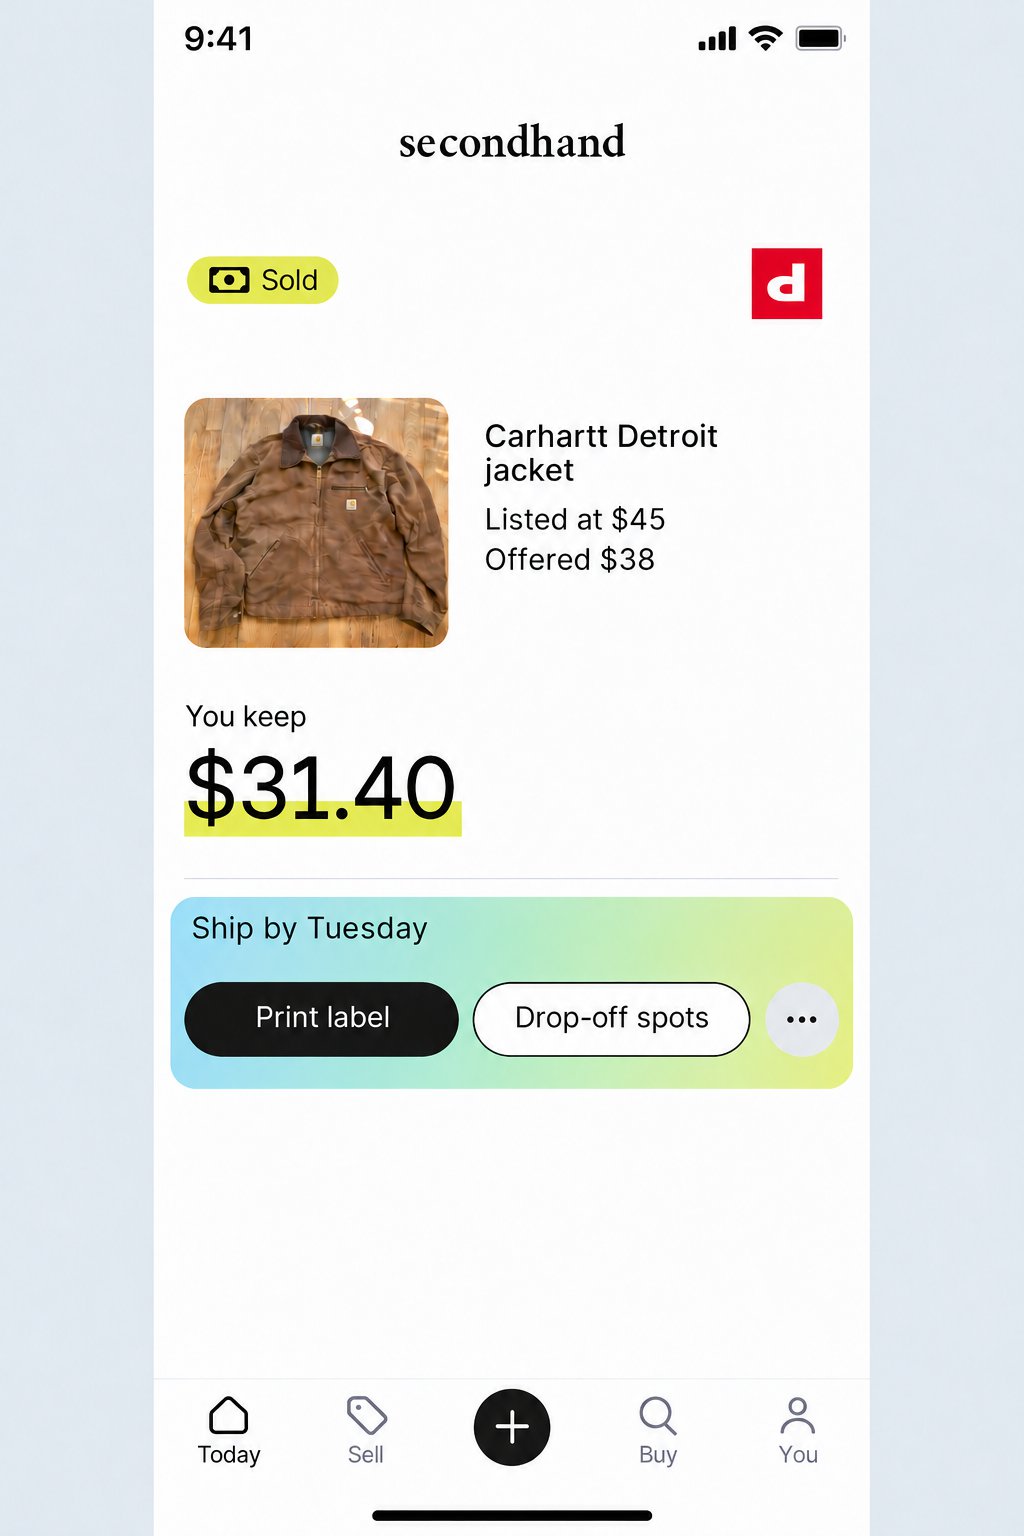 9:41
secondhand
Sold
d
Carhartt Detroit
jacket
Listed at $45
Offered $38
You keep
$31.40
Ship by Tuesday
Print label
Drop-off spots
Today
Sell
Buy
You